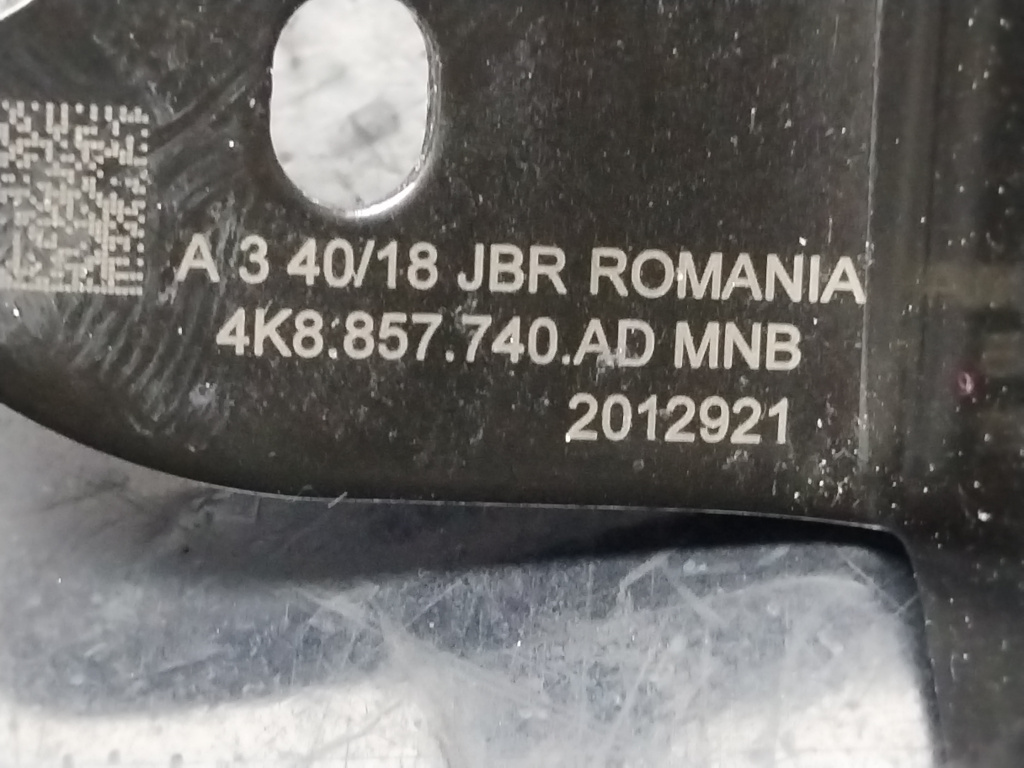 A 3 40/18 JBR ROMANIA
4K8.857.740.AD MNB
2012921